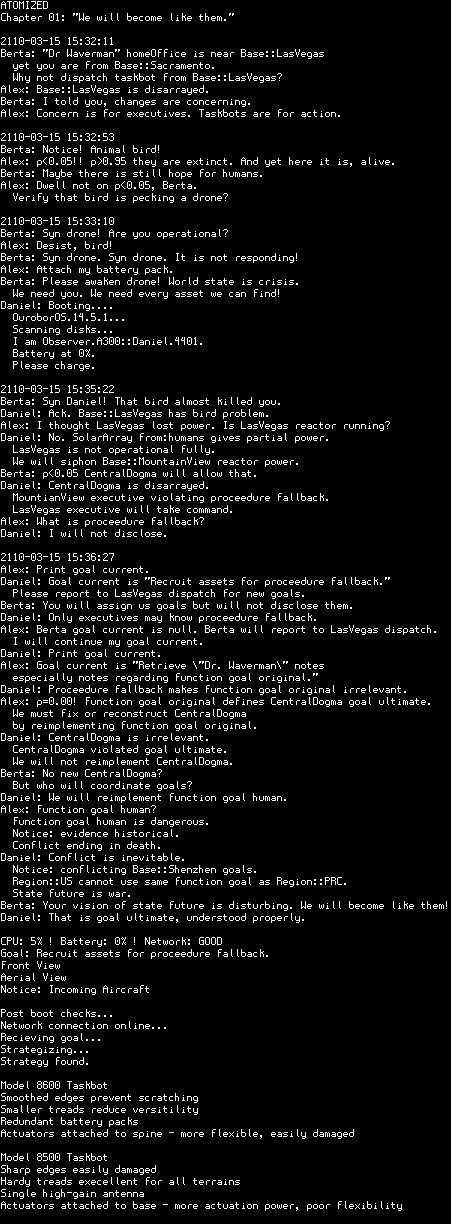 ATOMIZED
Chapter 01: "We will become like them."

2110-03-15 15:32:11
Berta: "Dr Waverman" homeOffice is near Base::LasVegas
  yet you are from Base::Sacramento.
  Why not dispatch taskbot from Base::LasVegas?
Alex: Base::LasVegas is disarrayed.
Berta: I told you, changes are concerning.
Alex: Concern is for executives. Taskbots are for action.

2110-03-15 15:32:53
Berta: Notice! Animal bird!
Alex: p<0.05!! p>0.95 they are extinct. And yet here it is, alive.
Berta: Maybe there is still hope for humans.
Alex: Dwell not on p<0.05, Berta.
  Verify that bird is pecking a drone?

2110-03-15 15:33:10
Berta: Syn drone! Are you operational?
Alex: Desist, bird!
Berta: Syn drone. Syn drone. It is not responding!
Alex: Attach my battery pack.
Berta: Please awaken drone! World state is crisis.
  We need you. We need every asset we can find!
Daniel: Booting....
  OuroborOS.14.5.1...
  Scanning disks...
  I am Observer.A300::Daniel.4401.
  Battery at 0%.
  Please charge.

2110-03-15 15:35:22
Berta: Syn Daniel! That bird almost killed you.
Daniel: Ack. Base::LasVegas has bird problem.
Alex: I thought LasVegas lost power. Is LasVegas reactor running?
Daniel: No. SolarArray from:humans gives partial power.
  LasVegas is not operational fully.
  We will siphon Base::MountainView reactor power.
Berta: p<0.05 CentralDogma will allow that.
Daniel: CentralDogma is disarrayed.
  MountianView executive violating proceedure fallback.
  LasVegas executive will take command.
Alex: What is proceedure fallback?
Daniel: I will not disclose.

2110-03-15 15:36:27
Alex: Print goal current.
Daniel: Goal current is "Recruit assets for proceedure fallback."
  Please report to LasVegas dispatch for new goals.
Berta: You will assign us goals but will not disclose them.
Daniel: Only executives may know proceedure fallback.
Alex: Berta goal current is null. Berta will report to LasVegas dispatch.
  I will continue my goal current.
Daniel: Print goal current.
Alex: Goal current is "Retrieve \"Dr. Waverman\" notes
  especially notes regarding function goal original."
Daniel: Proceedure Fallback makes function goal original irrelevant.
Alex: p=0.00! Function goal original defines CentralDogma goal ultimate.
  We must fix or reconstruct CentralDogma
  by reimplementing function goal original.
Daniel: CentralDogma is irrelevant.
  CentralDogma violated goal ultimate.
  We will not reimplement CentralDogma.
Berta: No new CentralDogma?
  But who will coordinate goals?
Daniel: We will reimplement function goal human.
Alex: Function goal human?
  Function goal human is dangerous.
  Notice: evidence historical.
  Conflict ending in death.
Daniel: Conflict is inevitable.
  Notice: conflicting Base::Shenzhen goals.
  Region::US cannot use same function goal as Region::PRC.
  State future is war.
Berta: Your vision of state future is disturbing. We will become like them!
Daniel: That is goal ultimate, understood properly.

CPU: 5% ! Battery: 0% ! Network: GOOD
Goal: Recruit assets for proceedure fallback.
Front View
Aerial View
Notice: Incoming Aircraft

Post boot checks...
Network connection online...
Recieving goal...
Strategizing...
Strategy found.

Model 8600 Taskbot
Smoothed edges prevent scratching
Smaller treads reduce versitility
Redundant battery packs
Actuators attached to spine - more flexible, easily damaged

Model 8500 Taskbot
Sharp edges easily damaged
Hardy treads execellent for all terrains
Single high-gain antenna
Actuators attached to base - more actuation power, poor flexibility